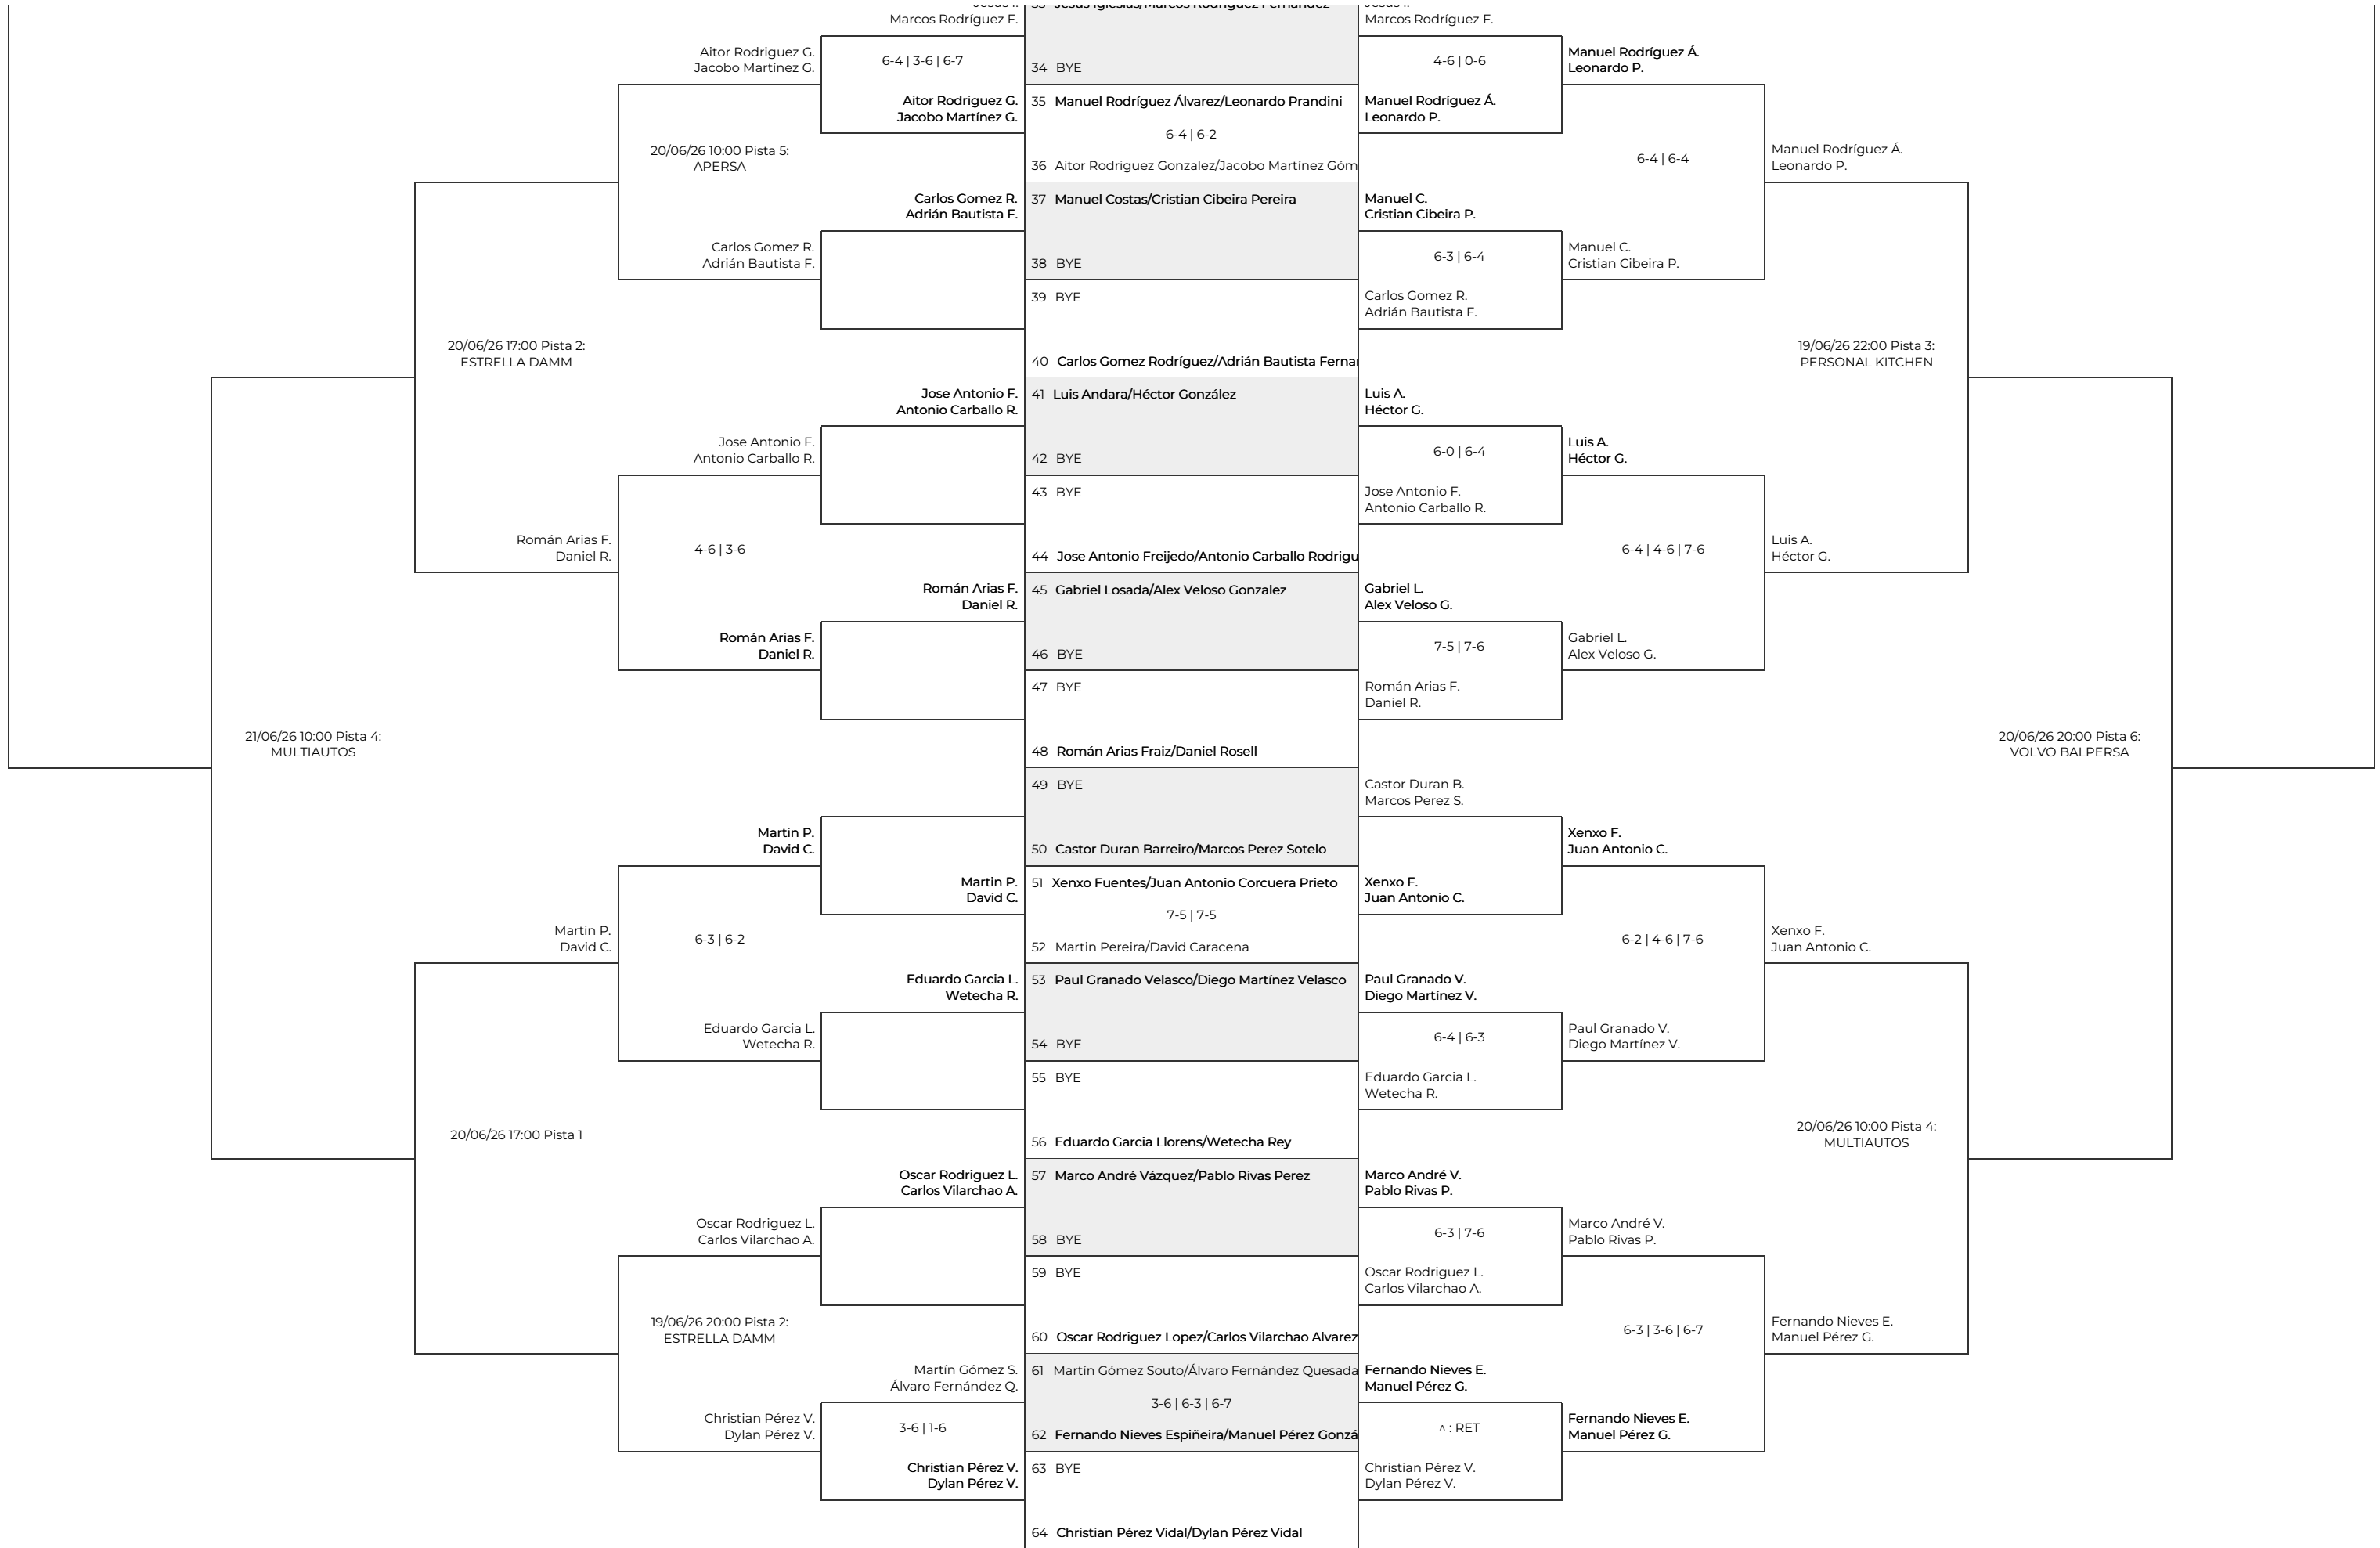 Marcos Rodríguez F.
Aitor Rodriguez G.
Jacobo Martínez G.
6-4 | 3-6 | 6-7
Aitor Rodriguez G.
Jacobo Martínez G.
20/06/26 10:00 Pista 5:
APERSA
Carlos Gomez R.
Adrián Bautista F.
Carlos Gomez R.
Adrián Bautista F.
20/06/26 17:00 Pista 2:
ESTRELLA DAMM
Jose Antonio F.
Antonio Carballo R.
Jose Antonio F.
Antonio Carballo R.
Román Arias F.
Daniel R.
4-6 | 3-6
Román Arias F.
Daniel R.
Román Arias F.
Daniel R.
21/06/26 10:00 Pista 4:
MULTIAUTOS
Martin P.
David C.
Martin P.
David C.
Martin P.
David C.
6-3 | 6-2
Eduardo Garcia L.
Wetecha R.
Eduardo Garcia L.
Wetecha R.
20/06/26 17:00 Pista 1
Oscar Rodriguez L.
Carlos Vilarchao A.
Oscar Rodriguez L.
Carlos Vilarchao A.
19/06/26 20:00 Pista 2:
ESTRELLA DAMM
Martín Gómez S.
Álvaro Fernández Q.
Christian Pérez V.
Dylan Pérez V.
3-6 | 1-6
Christian Pérez V.
Dylan Pérez V.
33 Jesus Iglesias/Marcos Rodríguez Fernández
34 BYE
35 Manuel Rodríguez Álvarez/Leonardo Prandini
6-4 | 6-2
36 Aitor Rodriguez Gonzalez/Jacobo Martínez Góm
37 Manuel Costas/Cristian Cibeira Pereira
38 BYE
39 BYE
40 Carlos Gomez Rodríguez/Adrián Bautista Fernar
41 Luis Andara/Héctor González
42 BYE
43 BYE
44 Jose Antonio Freijedo/Antonio Carballo Rodrigu
45 Gabriel Losada/Alex Veloso Gonzalez
46 BYE
47 BYE
48 Román Arias Fraiz/Daniel Rosell
49 BYE
50 Castor Duran Barreiro/Marcos Perez Sotelo
51 Xenxo Fuentes/Juan Antonio Corcuera Prieto
7-5 | 7-5
52 Martin Pereira/David Caracena
53 Paul Granado Velasco/Diego Martínez Velasco
54 BYE
55 BYE
56 Eduardo Garcia Llorens/Wetecha Rey
57 Marco André Vázquez/Pablo Rivas Perez
58 BYE
59 BYE
60 Oscar Rodriguez Lopez/Carlos Vilarchao Alvarez
61 Martín Gómez Souto/Álvaro Fernández Quesada
3-6 | 6-3 | 6-7
62 Fernando Nieves Espiñeira/Manuel Pérez Gonzá
63 BYE
64 Christian Pérez Vidal/Dylan Pérez Vidal
Marcos Rodríguez F.
4-6 | 0-6
Manuel Rodríguez Á.
Leonardo P.
Manuel Rodríguez Á.
Leonardo P.
6-4 | 6-4
Manuel Rodríguez Á.
Leonardo P.
Manuel C.
Cristian Cibeira P.
6-3 | 6-4
Manuel C.
Cristian Cibeira P.
Carlos Gomez R.
Adrián Bautista F.
19/06/26 22:00 Pista 3:
PERSONAL KITCHEN
Luis A.
Héctor G.
6-0 | 6-4
Luis A.
Héctor G.
Jose Antonio F.
Antonio Carballo R.
6-4 | 4-6 | 7-6
Luis A.
Héctor G.
Gabriel L.
Alex Veloso G.
7-5 | 7-6
Gabriel L.
Alex Veloso G.
Román Arias F.
Daniel R.
20/06/26 20:00 Pista 6:
VOLVO BALPERSA
Castor Duran B.
Marcos Perez S.
Xenxo F.
Juan Antonio C.
Xenxo F.
Juan Antonio C.
6-2 | 4-6 | 7-6
Xenxo F.
Juan Antonio C.
Paul Granado V.
Diego Martínez V.
6-4 | 6-3
Paul Granado V.
Diego Martínez V.
Eduardo Garcia L.
Wetecha R.
20/06/26 10:00 Pista 4:
MULTIAUTOS
Marco André V.
Pablo Rivas P.
6-3 | 7-6
Marco André V.
Pablo Rivas P.
Oscar Rodriguez L.
Carlos Vilarchao A.
6-3 | 3-6 | 6-7
Fernando Nieves E.
Manuel Pérez G.
Fernando Nieves E.
Manuel Pérez G.
^ : RET
Fernando Nieves E.
Manuel Pérez G.
Christian Pérez V.
Dylan Pérez V.